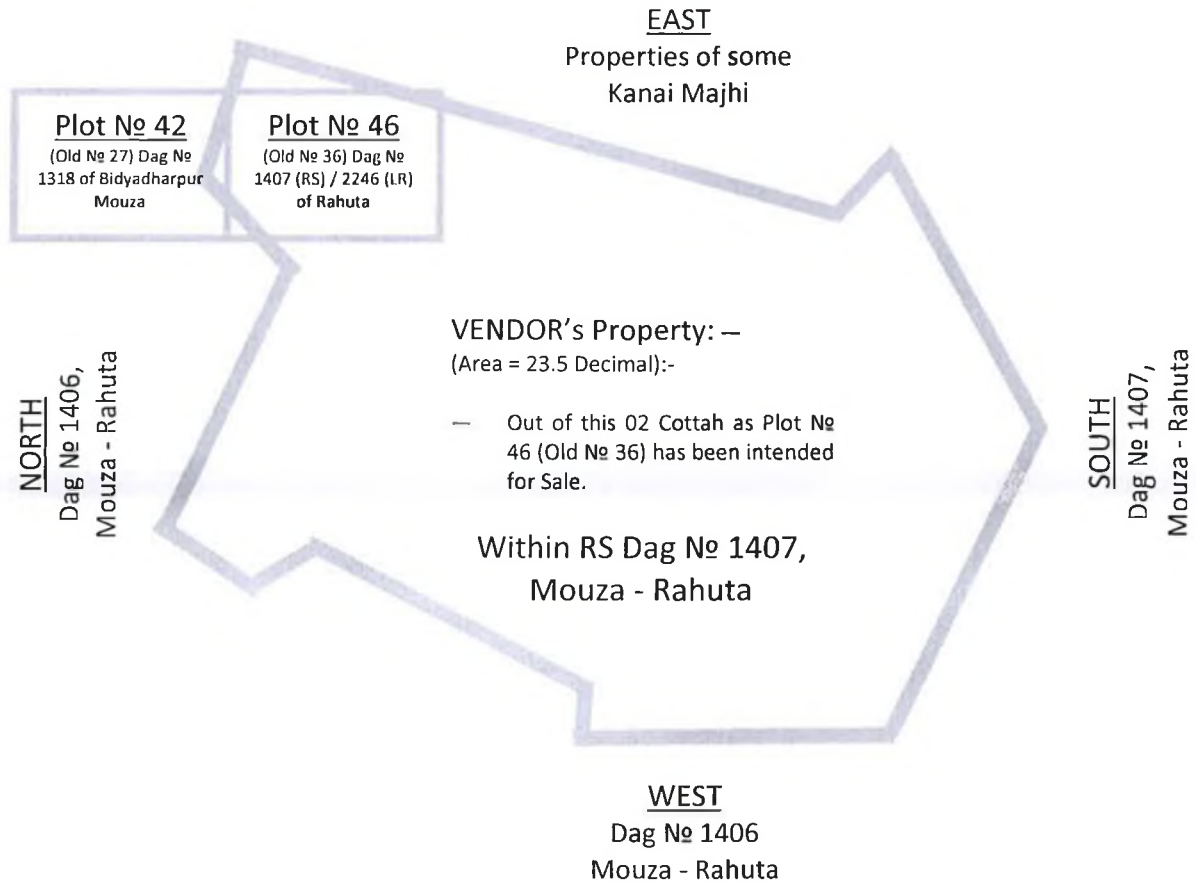 EAST
Properties of some
Kanai Majhi
Plot № 42
(Old № 27) Dag №
1318 of Bidyadharpur
Mouza
Plot № 46
(Old № 36) Dag №
1407 (RS) / 2246 (LR)
of Rahuta
NORTH
Dag № 1406,
Mouza - Rahuta
VENDOR's Property: –
(Area = 23.5 Decimal):-
– Out of this 02 Cottah as Plot №
46 (Old № 36) has been intended
for Sale.
Within RS Dag № 1407,
Mouza - Rahuta
SOUTH
Dag № 1407,
Mouza - Rahuta
WEST
Dag № 1406
Mouza - Rahuta